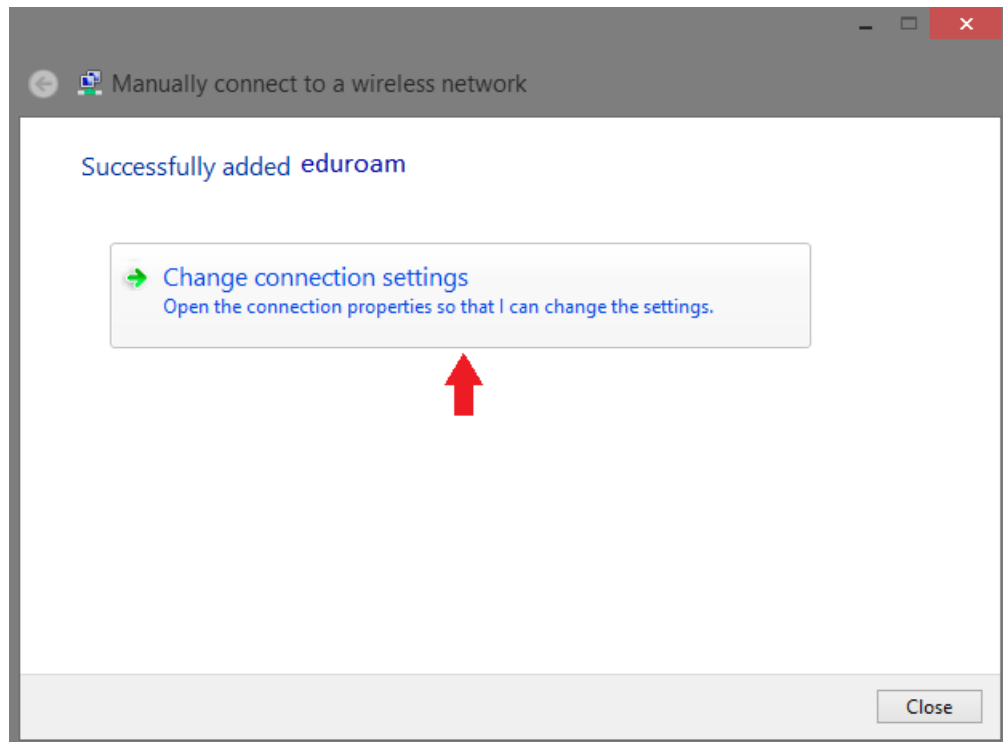 Manually connect to a wireless network
Successfully added eduroam
Change connection settings
Open the connection properties so that I can change the settings.
Close